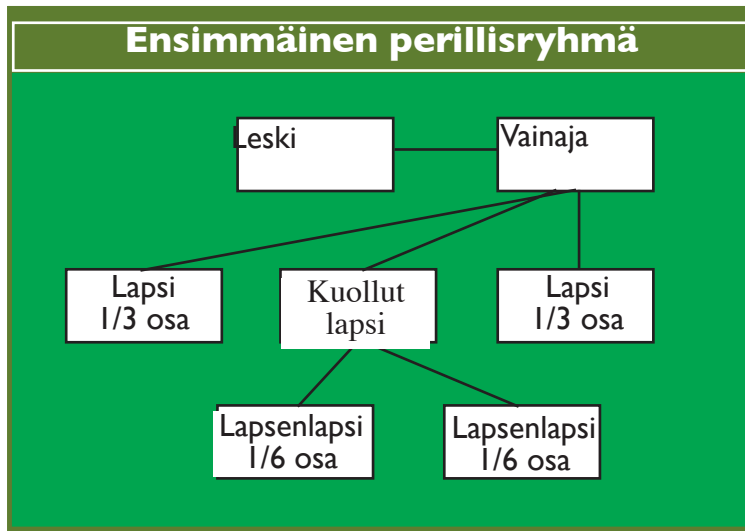 Ensimmäinen perillisryhmä
Leski
Vainaja
Lapsi
1/3 osa
Kuollut
lapsi
Lapsi
1/3 osa
Lapsenlapsi
1/6 osa
Lapsenlapsi
1/6 osa